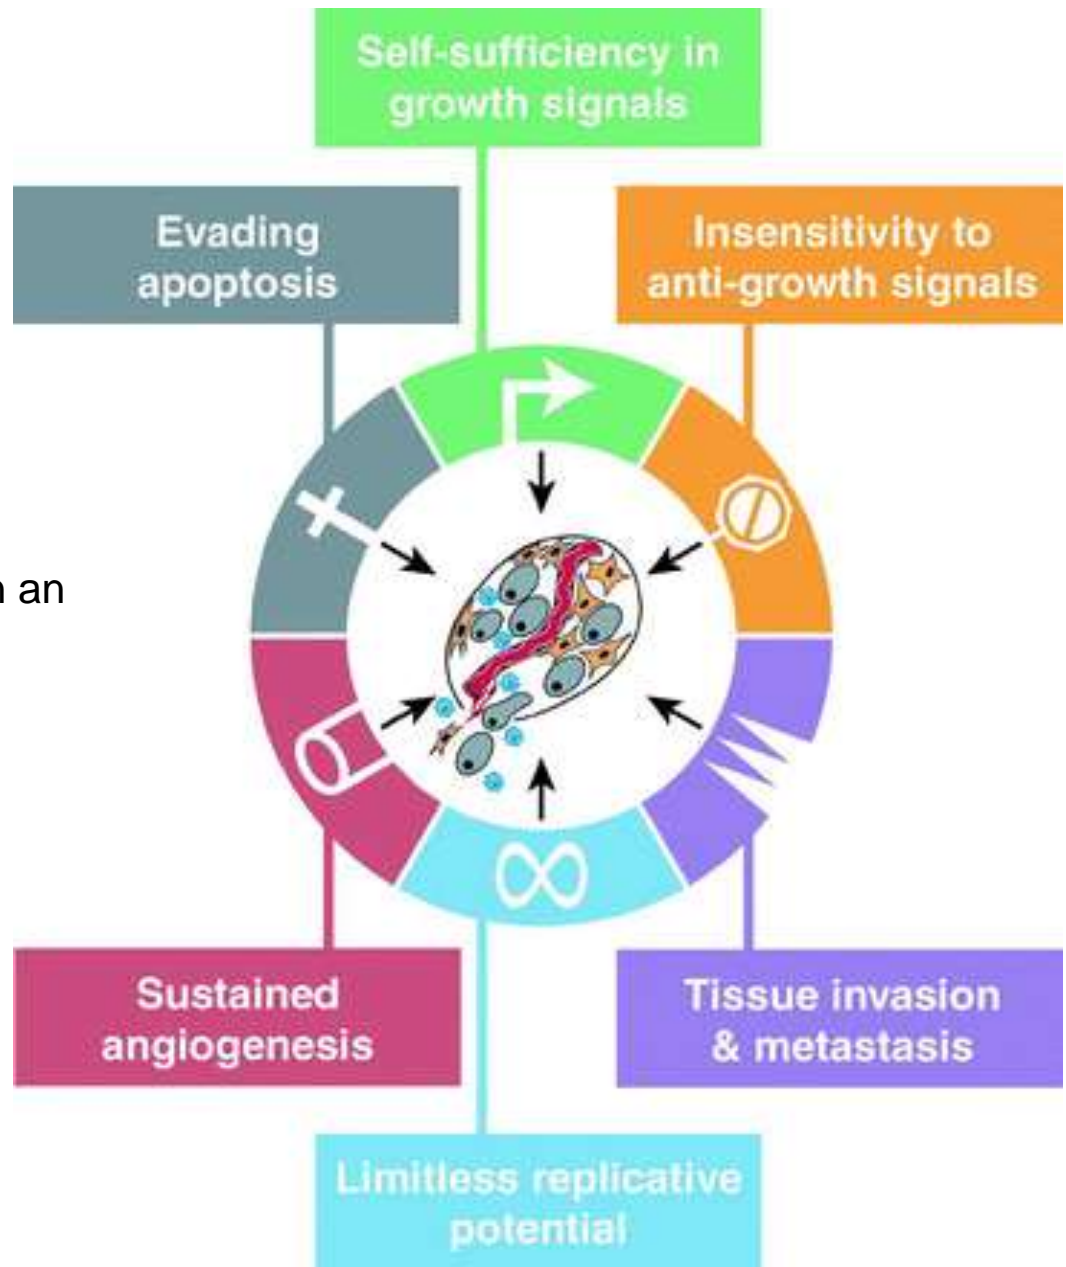 Self-sufficiency in
growth signals
Evading
apoptosis
Insensitivity to
anti-growth signals
an
Sustained
angiogenesis
Tissue invasion
& metastasis
Limitless replicative
potential